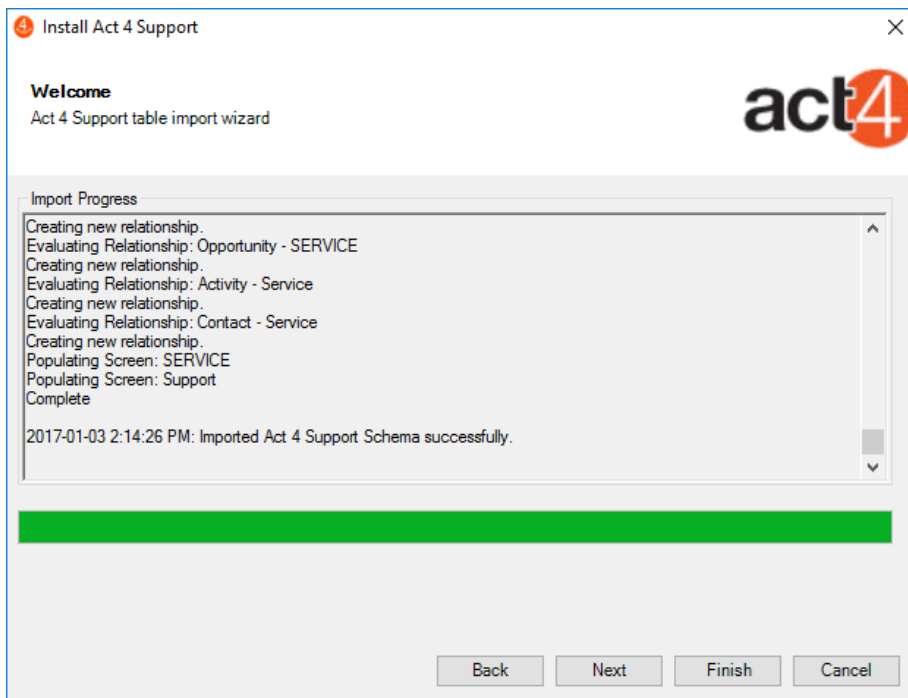 4 Install Act 4 Support
Welcome
Act 4 Support table import wizard
act4
Import Progress
Creating new relationship.
Evaluating Relationship: Opportunity - SERVICE
Creating new relationship.
Evaluating Relationship: Activity - Service
Creating new relationship.
Evaluating Relationship: Contact - Service
Creating new relationship.
Populating Screen: SERVICE
Populating Screen: Support
Complete
2017-01-03 2:14:26 PM: Imported Act 4 Support Schema successfully.
Back Next Finish Cancel